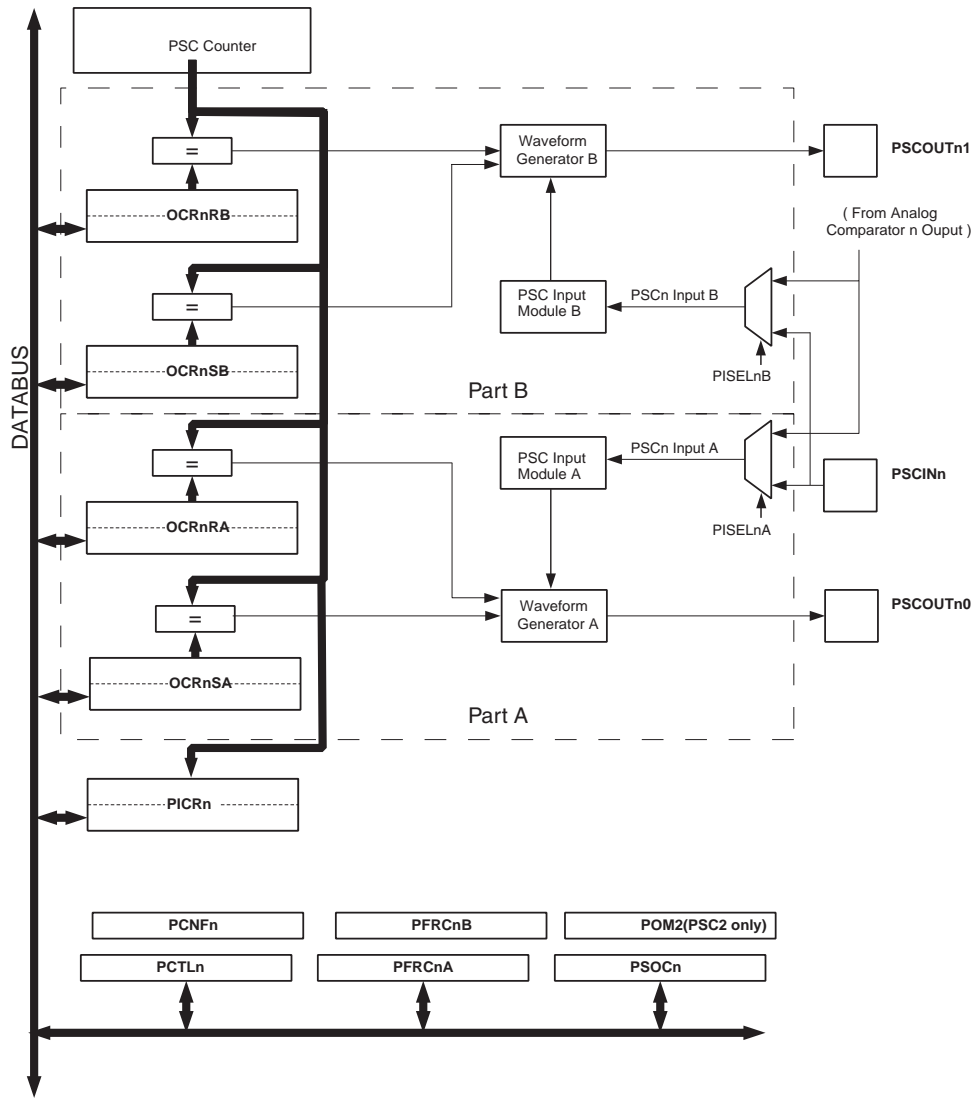 PSC Counter
=
Waveform
Generator B
PSCOUTn1
OCRnRB
( From Analog
Comparator n Ouput )
=
PSC Input
Module B
PSCn Input B
OCRnSB
PISELnB
Part B
DATABUS
=
PSC Input
Module A
PSCn Input A
PSCINn
OCRnRA
PISELnA
=
Waveform
Generator A
PSCOUTn0
OCRnSA
Part A
PICRn
PCNFn
PFRCnB
POM2(PSC2 only)
PCTLn
PFRCnA
PSOCn